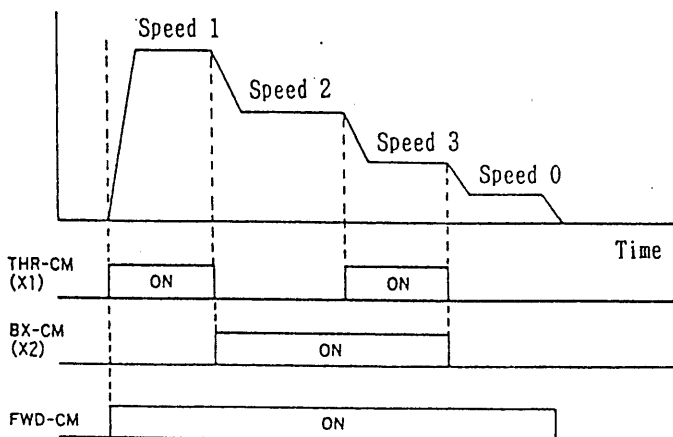 Speed 1
Speed 2
Speed 3
Speed 0
Time
THR-CM
(X1)
ON
ON
BX-CM
(X2)
ON
FWD-CM
ON